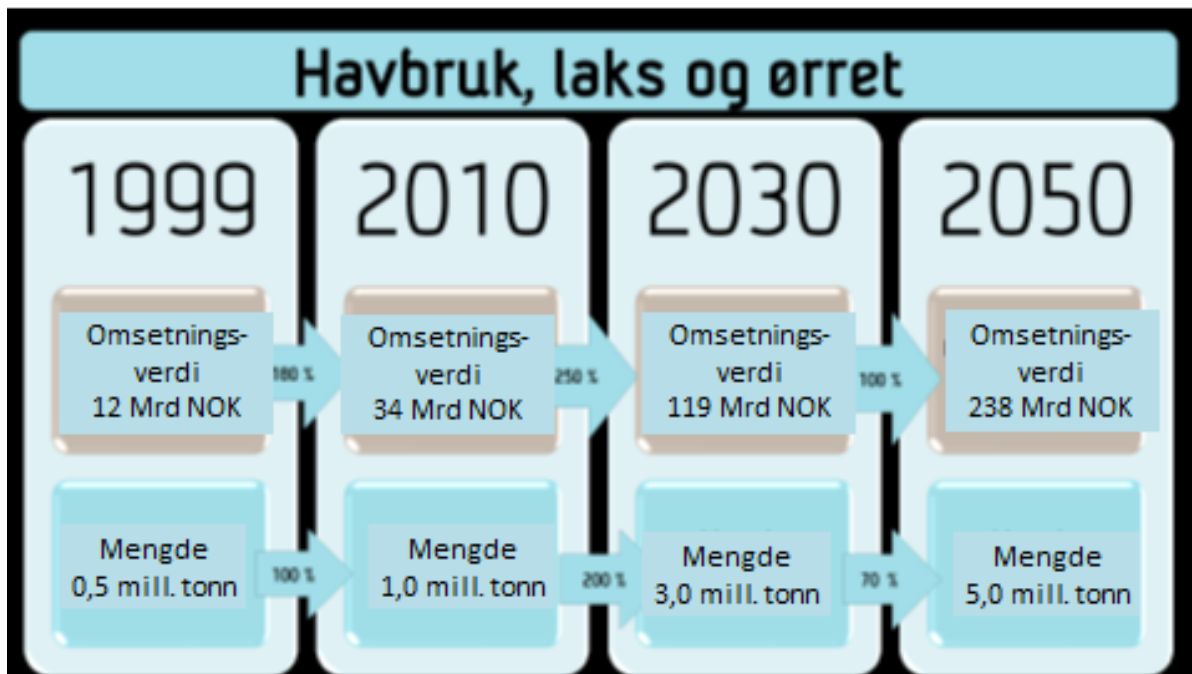 Havbruk, laks og ørret
1999
2010
2030
2050
Omsetnings-
verdi
12 Mrd NOK
180 %
Omsetnings-
verdi
34 Mrd NOK
250 %
Omsetnings-
verdi
119 Mrd NOK
100 %
Omsetnings-
verdi
238 Mrd NOK
Mengde
0,5 mill. tonn
100 %
Mengde
1,0 mill. tonn
200 %
Mengde
3,0 mill. tonn
70 %
Mengde
5,0 mill. tonn